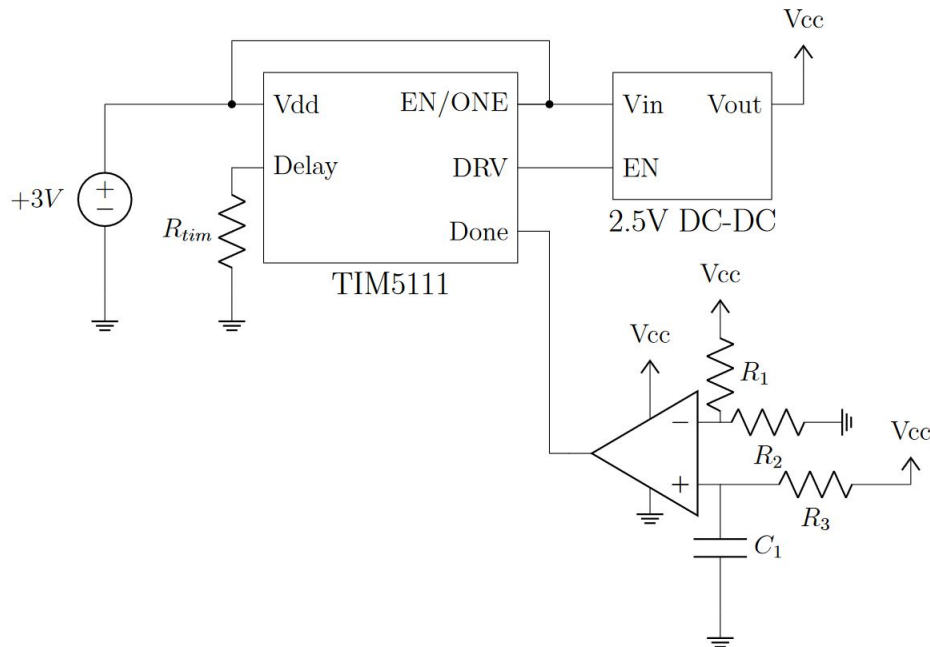 Vcc
Vdd
EN/ONE
Vin
Vout
+3V
Delay
DRV
EN
R_tim
Done
2.5V DC-DC
TIM5111
Vcc
Vcc
R_1
−
R_2
Vcc
+
R_3
C_1
+
−